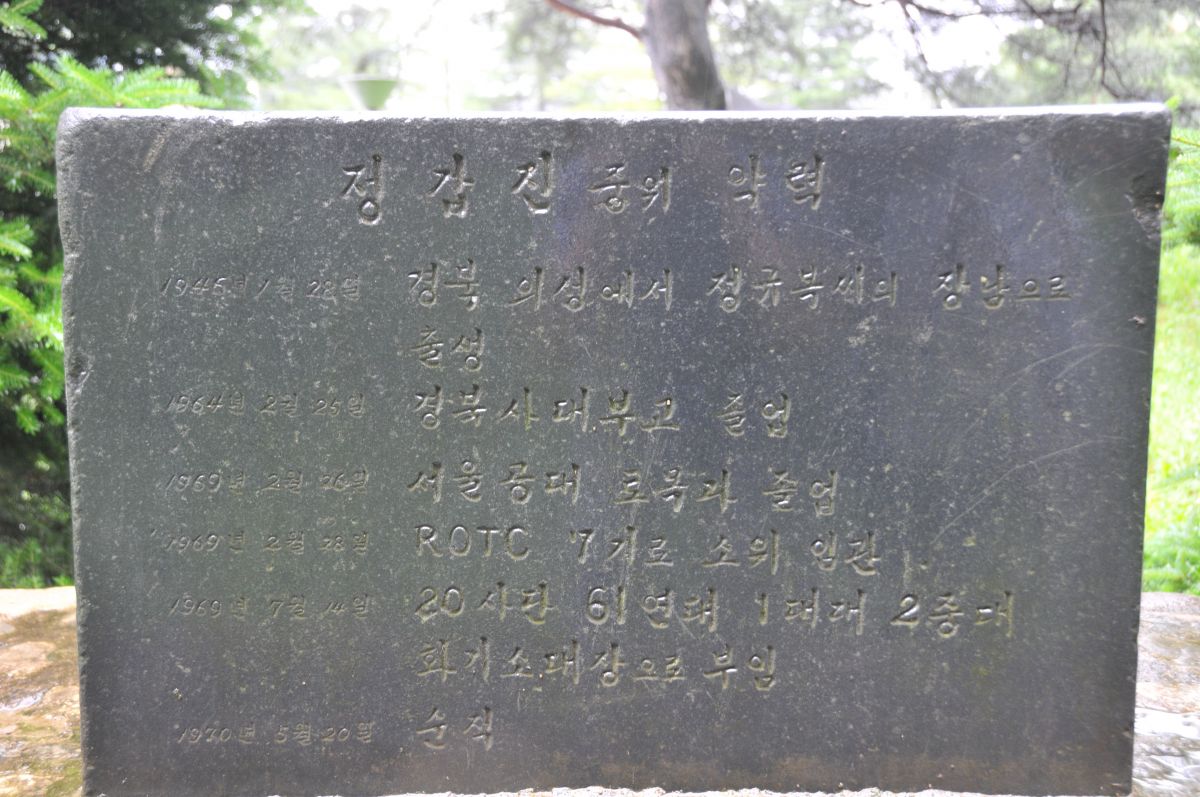 정갑진 중위 약력
1945년 1월 28일 경북 의성에서 정규복씨의 장남으로
출생
1964년 2월 25일 경북사대부고 졸업
1969년 2월 26일 서울공대 토목과 졸업
1969년 2월 28일 ROTC 7기로 소위 임관
1969년 7월 14일 20사단 61연대 1대대 2중대
화기소대장으로 부임
1970년 5월 20일 순직